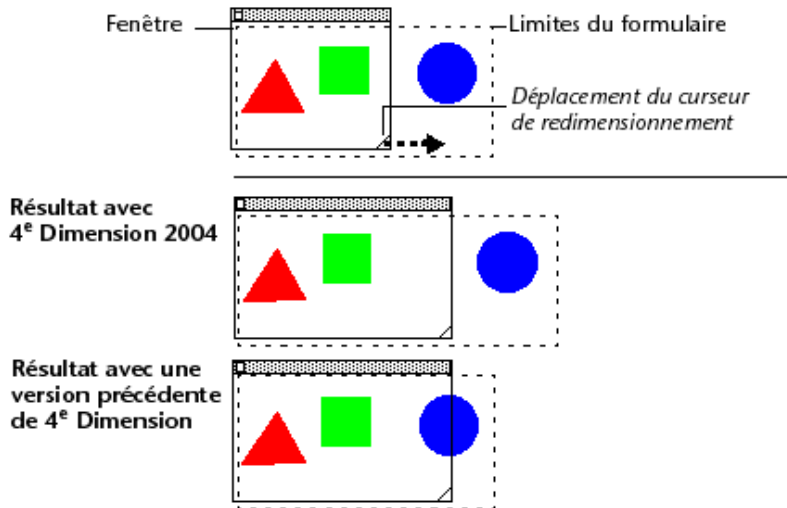 Fenêtre
Limites du formulaire
Déplacement du curseur
de redimensionnement
Résultat avec
4e Dimension 2004
Résultat avec une
version précédente
de 4e Dimension